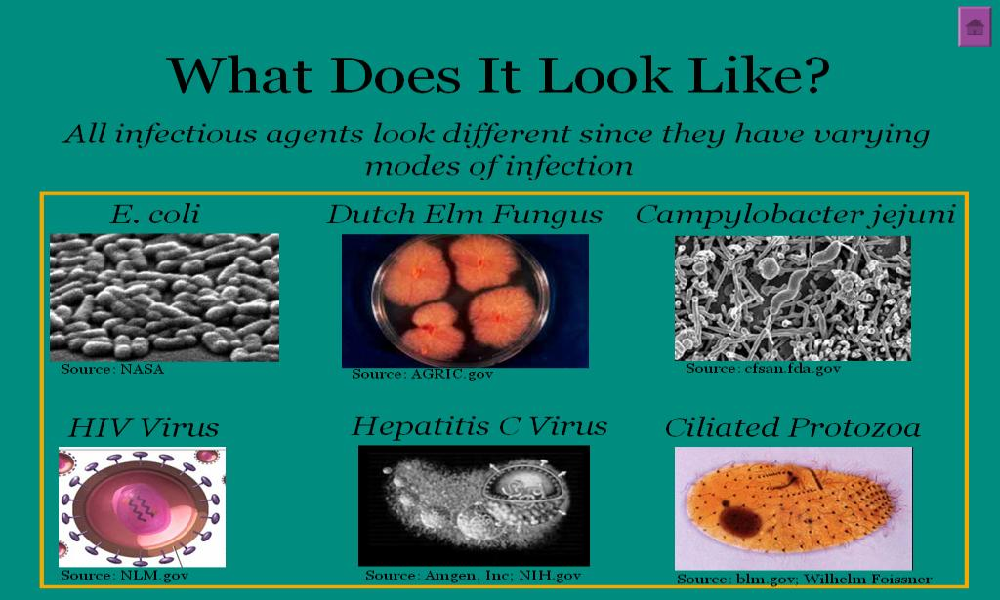 What Does It Look Like?
All infectious agents look different since they have varying
modes of infection
E. coli
Dutch Elm Fungus
Campylobacter jejuni
Source: NASA
Source: AGRIC.gov
Source: cfsan.fda.gov
HIV Virus
Hepatitis C Virus
Ciliated Protozoa
Source: NLM.gov
Source: Amgen, Inc; NIH.gov
Source: blm.gov; Wilhelm Foissner